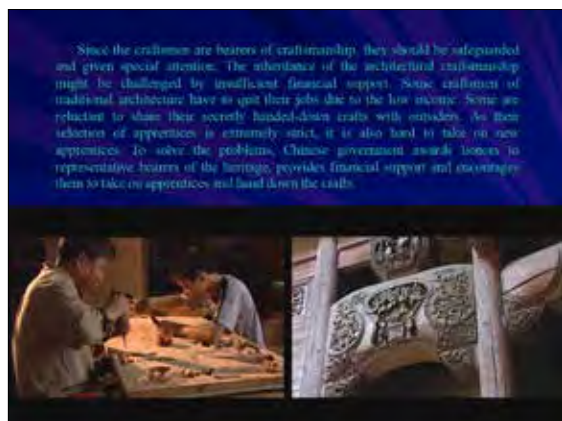 Since the craftsmen are bearers of craftsmanship, they should be safeguarded
and given special attention. The inheritance of the architectural craftsmanship
might be challenged by insufficient financial support. Some craftsmen of
traditional architecture have to quit their jobs due to the low income. Some are
reluctant to share their secretly handed-down crafts with outsiders. As their
selection of apprentices is extremely strict, it is also hard to take on new
apprentices. To solve the problems, Chinese government awards honors to
representative bearers of the heritage, provides financial support and encourages
them to take on apprentices and hand down the crafts.